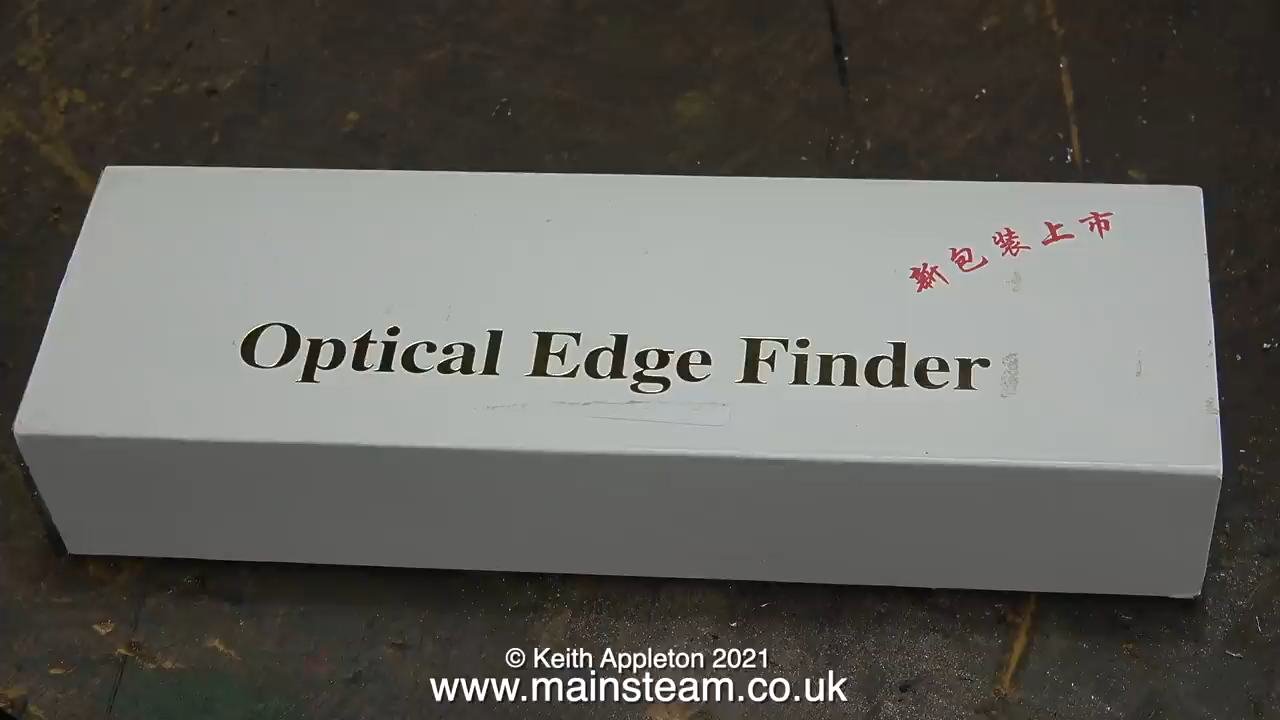 新包装上市
Optical Edge Finder
© Keith Appleton 2021
www.mainsteam.co.uk